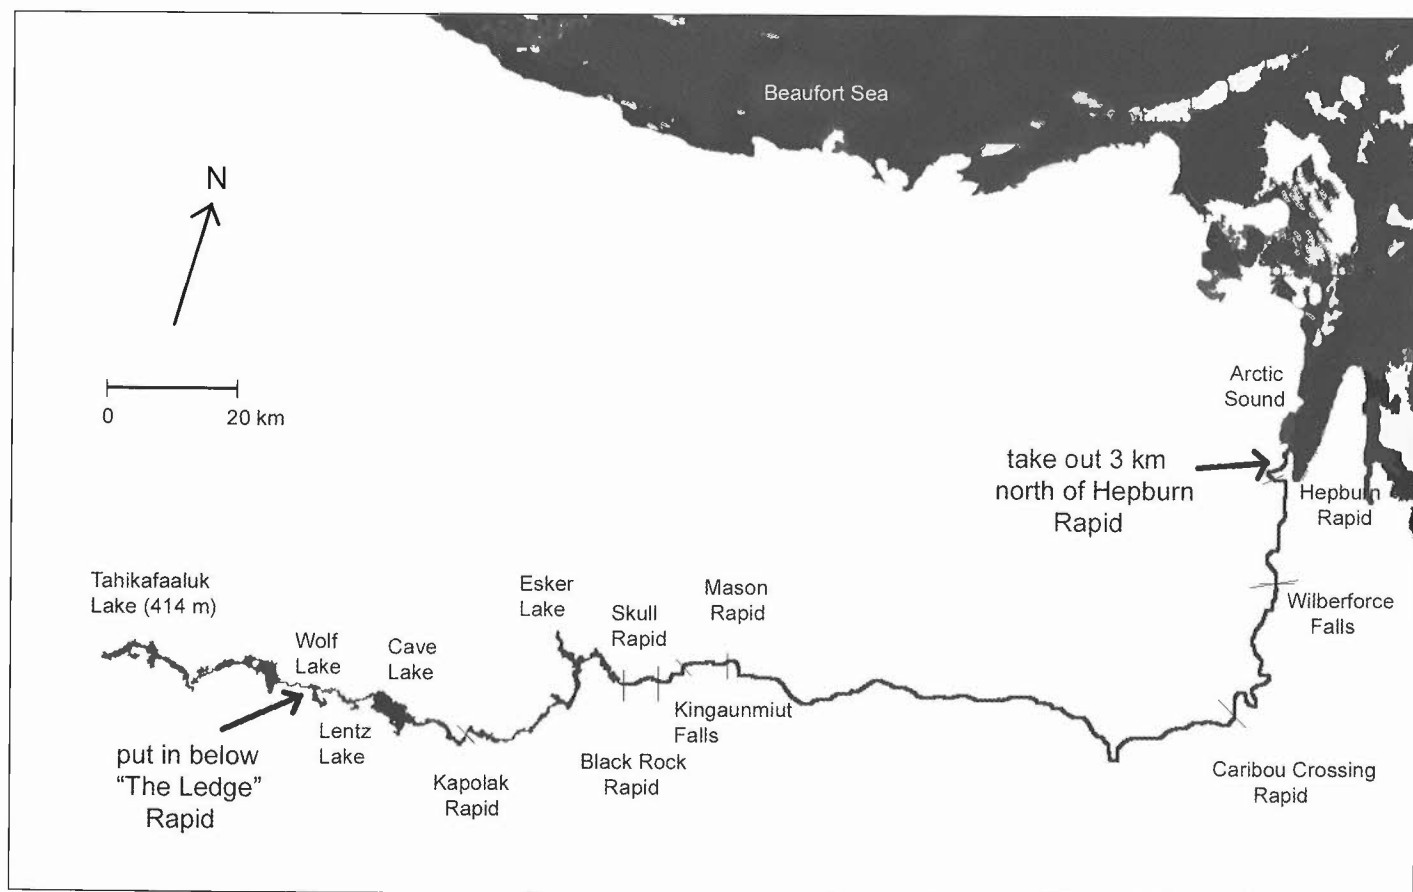 Beaufort Sea
N
0 20 km
Arctic
Sound
take out 3 km
north of Hepburn
Rapid
Hepburn
Rapid
Tahikafaaluk
Lake (414 m)
Wolf
Lake
Cave
Lake
Esker
Lake
Skull
Rapid
Mason
Rapid
Wilberforce
Falls
put in below
“The Ledge”
Rapid
Lentz
Lake
Kapolak
Rapid
Black Rock
Rapid
Kingaunmiut
Falls
Caribou Crossing
Rapid